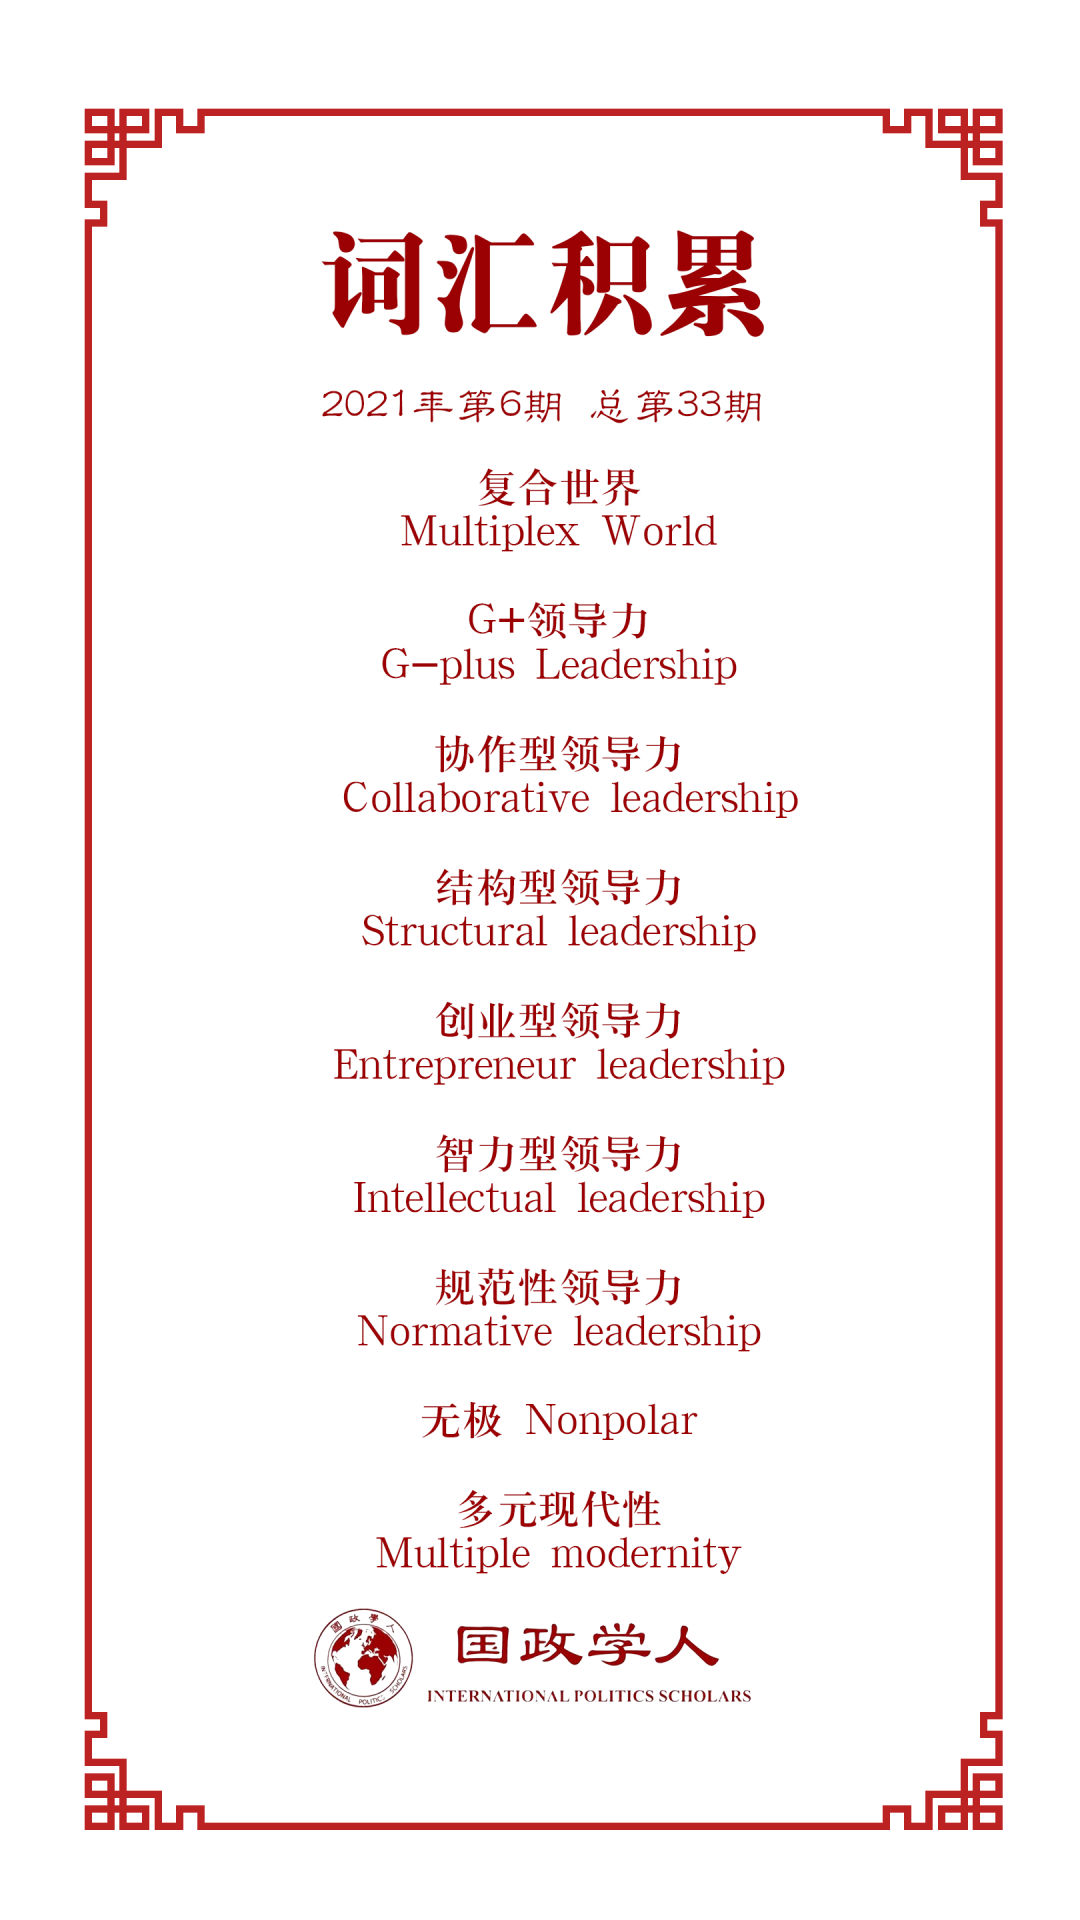 词汇积累
2021年第6期 总第33期
复合世界
Multiplex World
G+领导力
G-plus Leadership
协作型领导力
Collaborative leadership
结构型领导力
Structural leadership
创业型领导力
Entrepreneur leadership
智力型领导力
Intellectual leadership
规范性领导力
Normative leadership
无极 Nonpolar
多元现代性
Multiple modernity
國政學人
INTERNATIONAL POLITICS SCHOLARS
国政学人
INTERNATIONAL POLITICS SCHOLARS